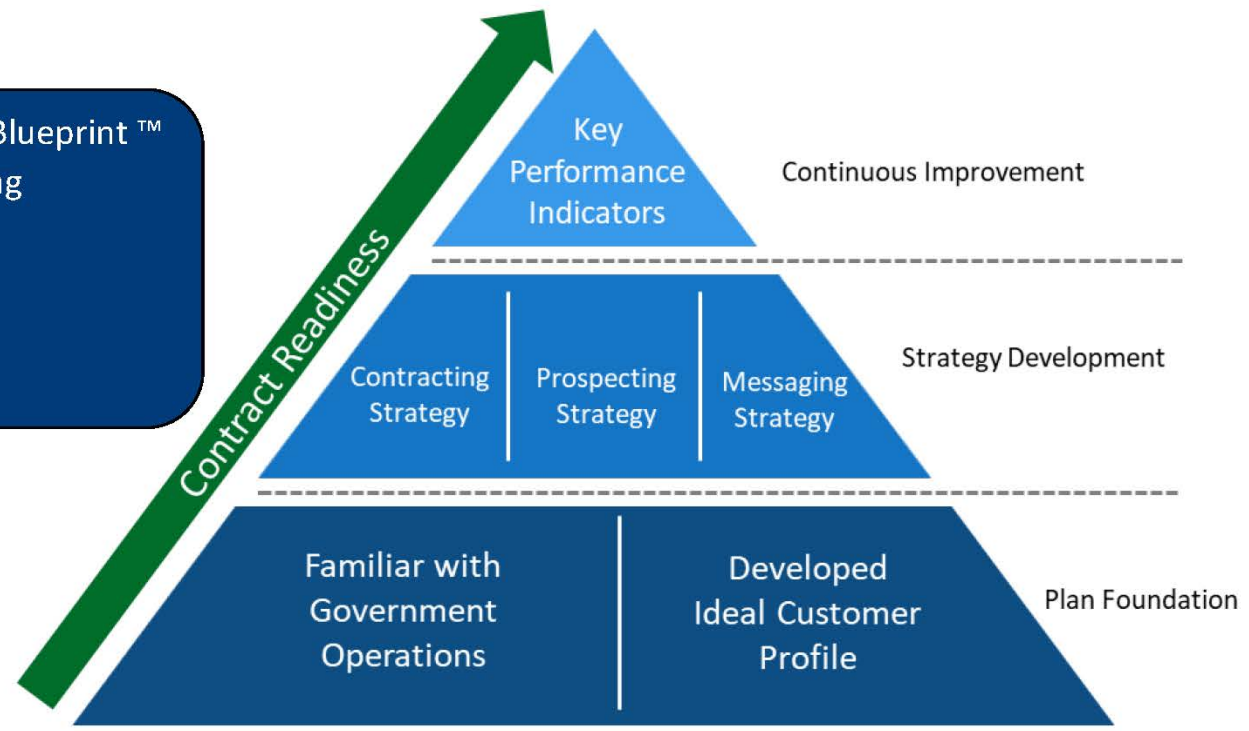 Blueprint ™
Key
Performance
Indicators
Continuous Improvement
Contract Readiness
Contracting
Strategy
Prospecting
Strategy
Messaging
Strategy
Strategy Development
Familiar with
Government
Operations
Developed
Ideal Customer
Profile
Plan Foundation